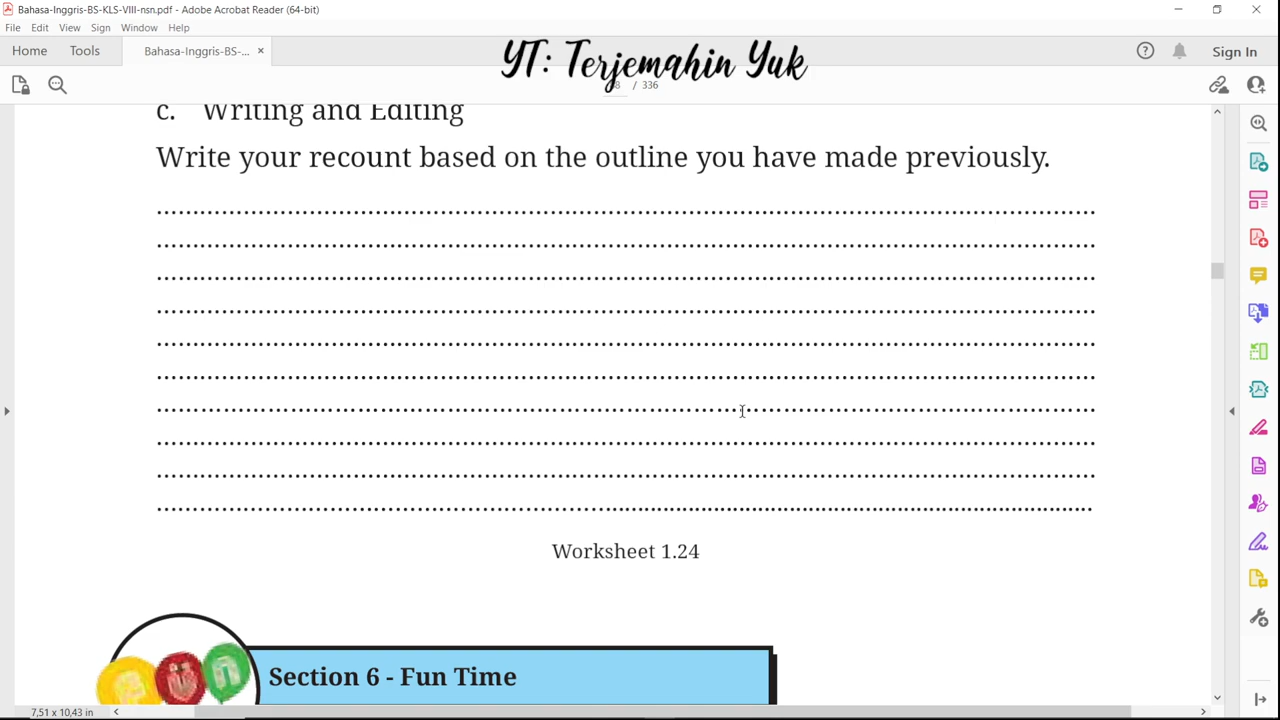 Bahasa-Inggris-BS-KLS-VIII-nsn.pdf - Adobe Acrobat Reader (64-bit)
File Edit View Sign Window Help
Home Tools Bahasa-Inggris-BS-... × Sign In
YT: Terjemahin Yuk
/ 336
c. Writing and Editing
Write your recount based on the outline you have made previously.
Worksheet 1.24
FUN
Section 6 - Fun Time
7,51 x 10,43 in